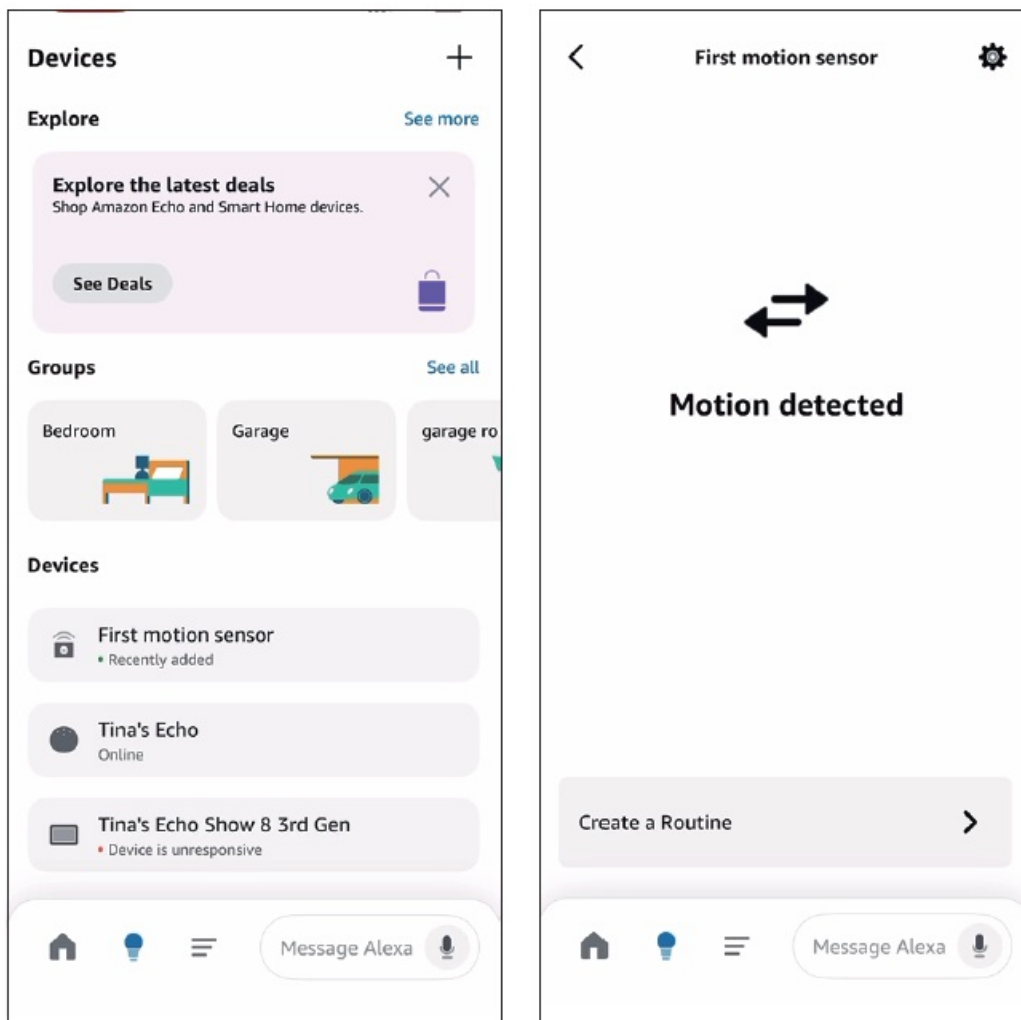 Devices
Explore
See more
Explore the latest deals
Shop Amazon Echo and Smart Home devices.
See Deals
Groups
See all
Bedroom
Garage
garage ro
Devices
First motion sensor
• Recently added
Tina's Echo
Online
Tina's Echo Show 8 3rd Gen
• Device is unresponsive
Message Alexa
First motion sensor
Motion detected
Create a Routine
Message Alexa